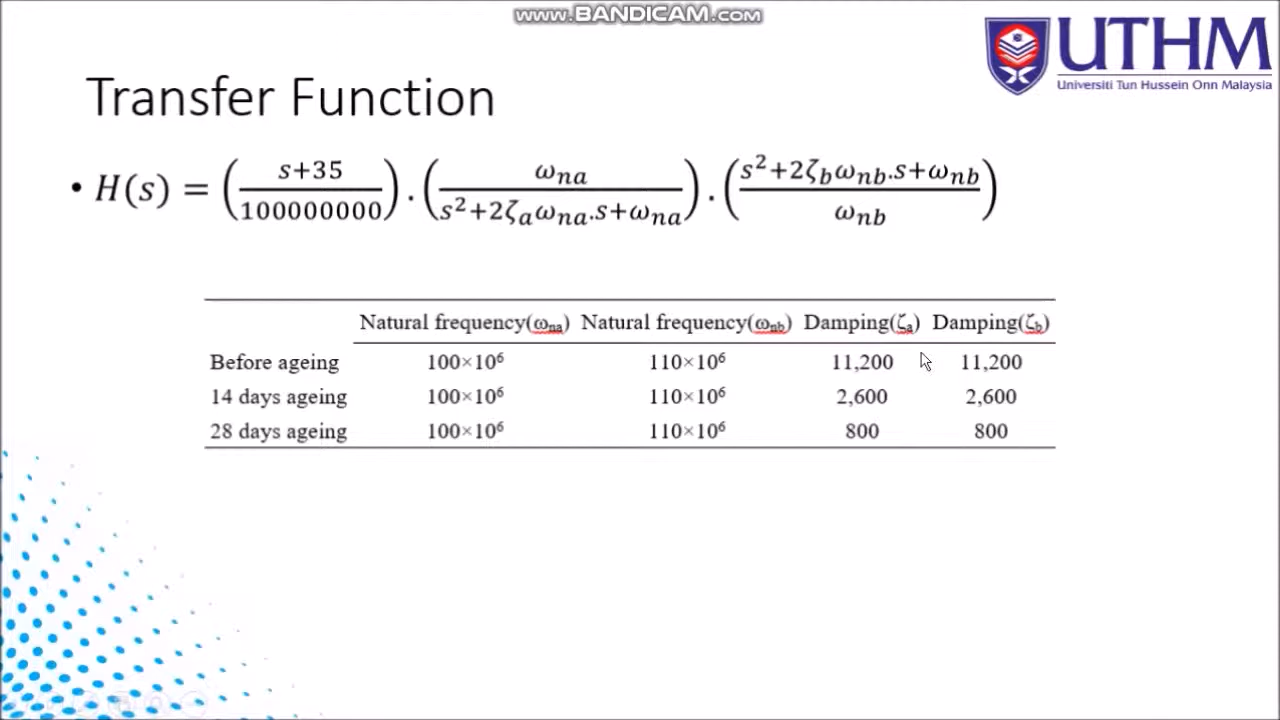 www.BANDICAM.com
UTHM
Universiti Tun Hussein Onn Malaysia
Transfer Function
• H(s) = ((s+35)/100000000) . (ωna/(s²+2ζaωna.s+ωna)) . ((s²+2ζbωnb.s+ωnb)/ωnb)
Natural frequency(ωna) Natural frequency(ωnb) Damping(ζa) Damping(ζb)
Before ageing 100×10⁶ 110×10⁶ 11,200 11,200
14 days ageing 100×10⁶ 110×10⁶ 2,600 2,600
28 days ageing 100×10⁶ 110×10⁶ 800 800